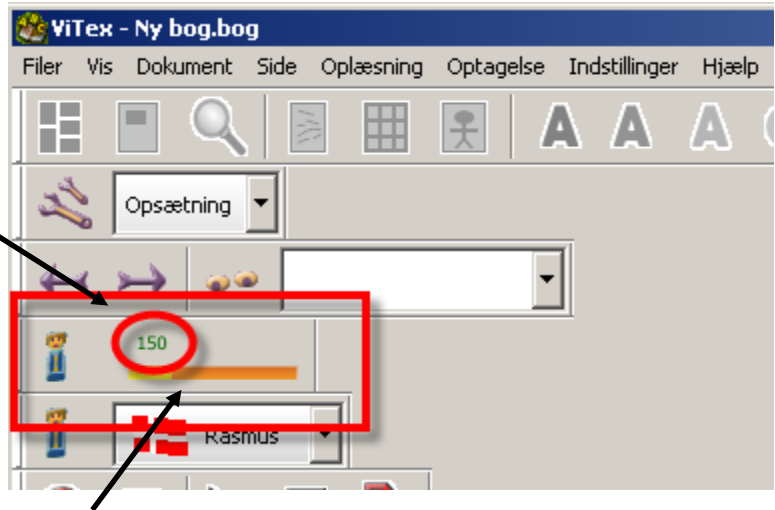 ViTex - Ny bog.bog
Filer Vis Dokument Side Oplæsning Optagelse Indstillinger Hjælp
A A A
Opsætning
150
Rasmus